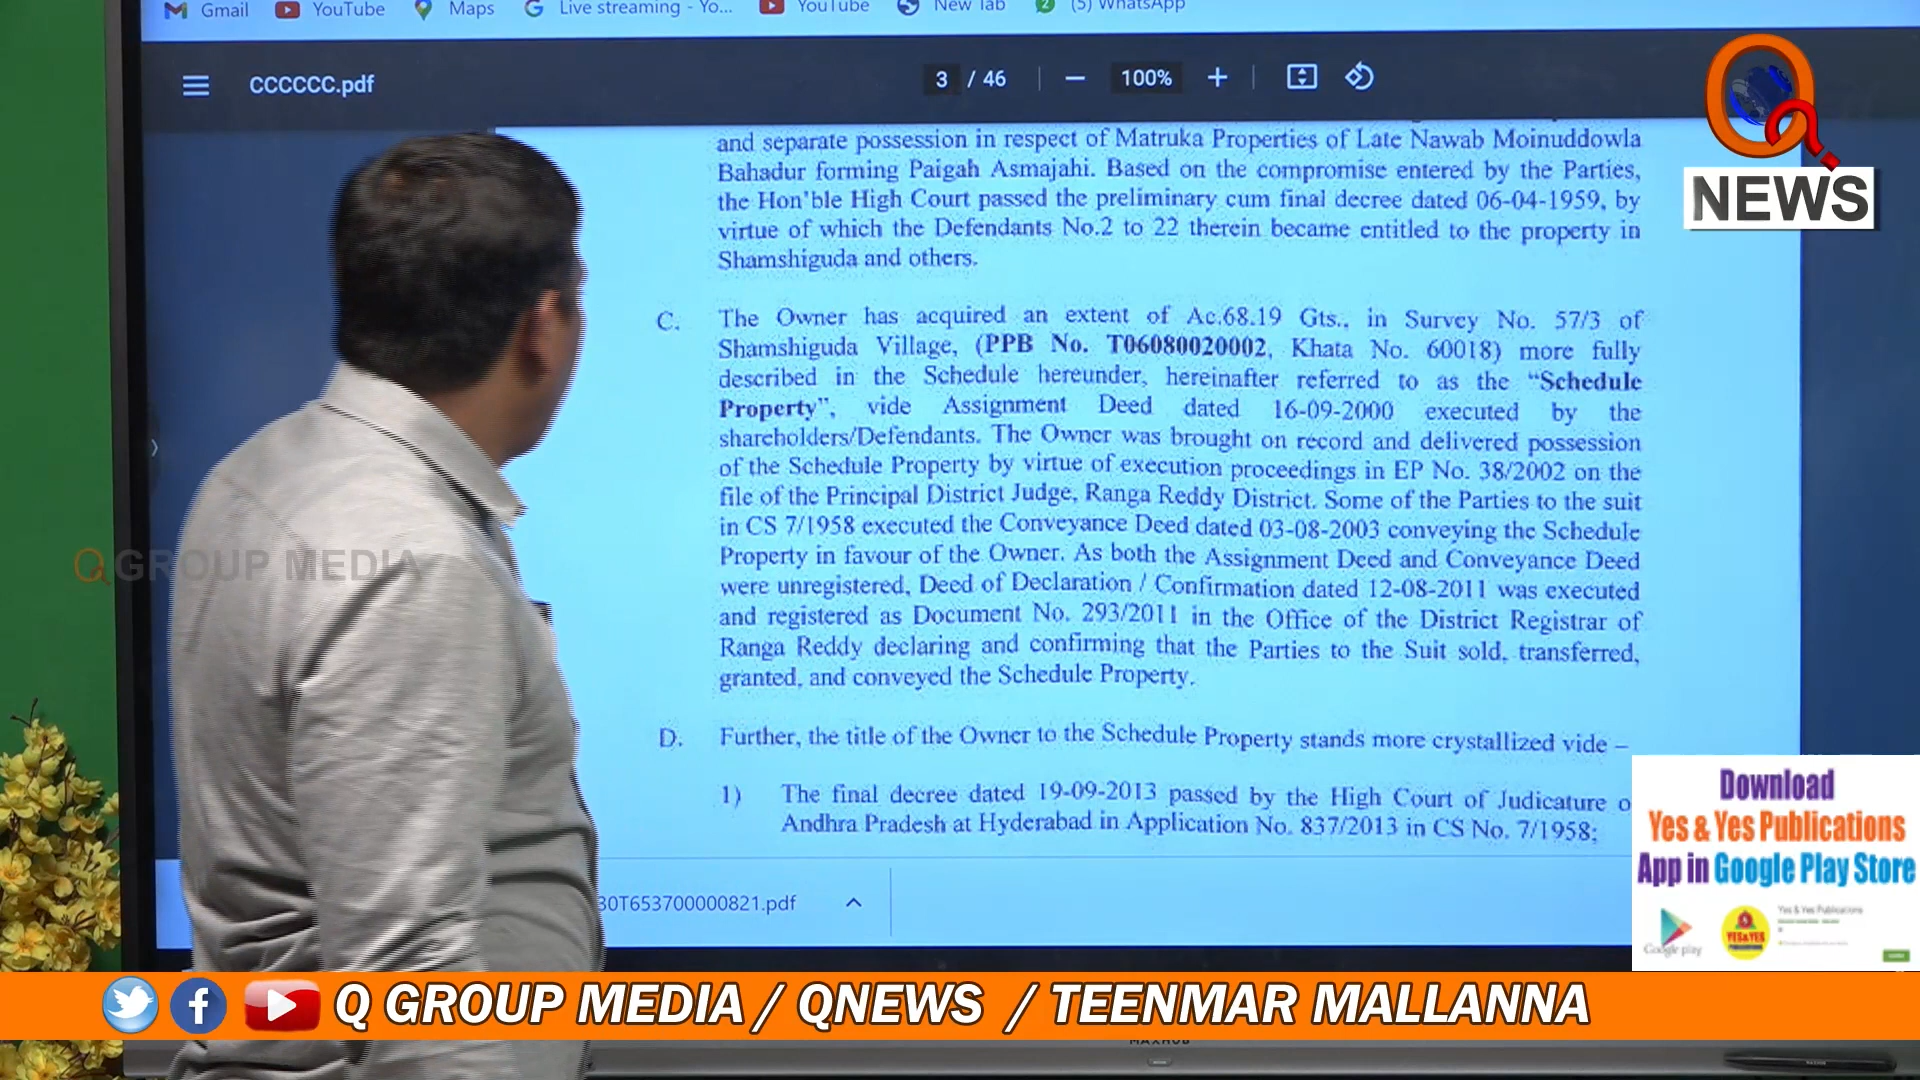 Gmail YouTube Maps Live streaming - Yo... YouTube New Tab (5) WhatsApp
CCCCCC.pdf 3 / 46 — 100% +
and separate possession in respect of Matruka Properties of Late Nawab Moinuddowla
Bahadur forming Paigah Asmajahi. Based on the compromise entered by the Parties,
the Hon'ble High Court passed the preliminary cum final decree dated 06-04-1959, by
virtue of which the Defendants No.2 to 22 therein became entitled to the property in
Shamshiguda and others.
C. The Owner has acquired an extent of Ac.68.19 Gts., in Survey No. 57/3 of
Shamshiguda Village, (PPB No. T06080020002, Khata No. 60018) more fully
described in the Schedule hereunder, hereinafter referred to as the “Schedule
Property”, vide Assignment Deed dated 16-09-2000 executed by the
shareholders/Defendants. The Owner was brought on record and delivered possession
of the Schedule Property by virtue of execution proceedings in EP No. 38/2002 on the
file of the Principal District Judge, Ranga Reddy District. Some of the Parties to the suit
in CS 7/1958 executed the Conveyance Deed dated 03-08-2003 conveying the Schedule
Property in favour of the Owner. As both the Assignment Deed and Conveyance Deed
were unregistered, Deed of Declaration / Confirmation dated 12-08-2011 was executed
and registered as Document No. 293/2011 in the Office of the District Registrar of
Ranga Reddy declaring and confirming that the Parties to the Suit sold, transferred,
granted, and conveyed the Schedule Property.
D. Further, the title of the Owner to the Schedule Property stands more crystallized vide –
1) The final decree dated 19-09-2013 passed by the High Court of Judicature o
Andhra Pradesh at Hyderabad in Application No. 837/2013 in CS No. 7/1958;
30T653700000821.pdf
Q
NEWS
Q GROUP MEDIA
Download
Yes & Yes Publications
App in Google Play Store
Google play
YES&YES
Yes & Yes Publications
Q GROUP MEDIA / QNEWS / TEENMAR MALLANNA
MAXHUB